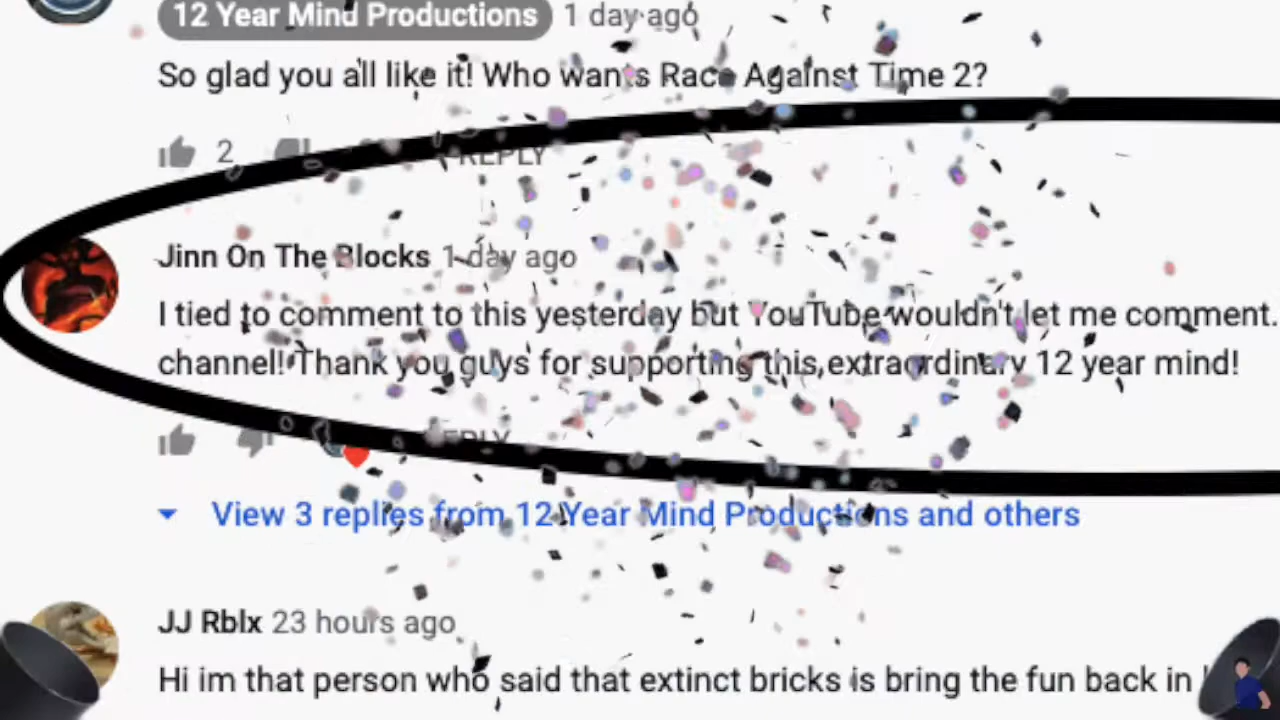 12 Year Mind Productions 1 day ago
So glad you all like it! Who wants Race Against Time 2?
2 REPLY
Jinn On The Blocks 1 day ago
I tied to comment to this yesterday but YouTube wouldn't let me comment.
channel! Thank you guys for supporting this extraordinary 12 year mind!
REPLY
View 3 replies from 12 Year Mind Productions and others
JJ Rblx 23 hours ago
Hi im that person who said that extinct bricks is bring the fun back in